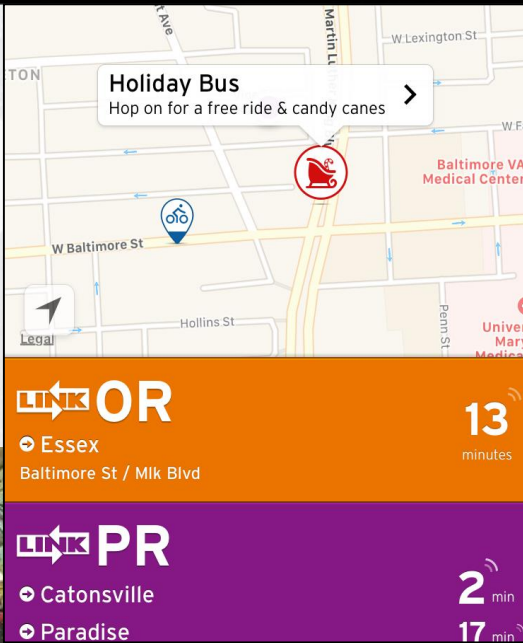 t Ave
Martin Lu
W Lexington St
TON
Holiday Bus
Hop on for a free ride & candy canes
W F
Baltimore VA
Medical Center
W Baltimore St
Hollins St
Penn St
Legal
Univer
Mar
Medica
LINK OR
13
minutes
Essex
Baltimore St / Mlk Blvd
LINK PR
Catonsville
2 min
Paradise
17 min